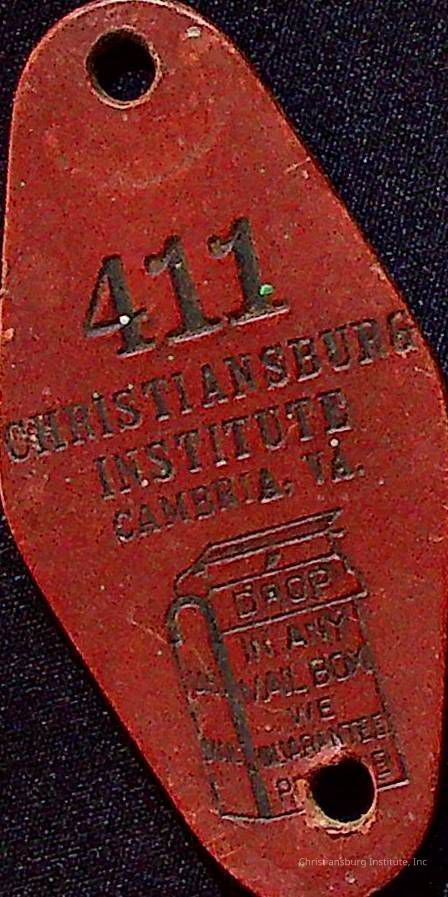 411
CHRISTIANSBURG
INSTITUTE
CAMBRIA, VA.
DROP
IN ANY
MAIL BOX
WE
GUARANTEE
Christiansburg Institute, Inc